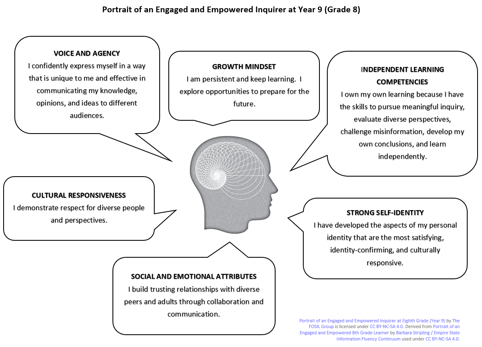 Portrait of an Engaged and Empowered Inquirer at Year 9 (Grade 8)
VOICE AND AGENCY
I confidently express myself in a way
that is unique to me and effective in
communicating my knowledge,
opinions, and ideas to different
audiences.
GROWTH MINDSET
I am persistent and keep learning. I
explore opportunities to prepare for the
future.
INDEPENDENT LEARNING
COMPETENCIES
I own my own learning because I have
the skills to pursue meaningful inquiry,
evaluate diverse perspectives,
challenge misinformation, develop my
own conclusions, and learn
independently.
CULTURAL RESPONSIVENESS
I demonstrate respect for diverse people
and perspectives.
STRONG SELF-IDENTITY
I have developed the aspects of my personal
identity that are the most satisfying,
identity-confirming, and culturally
responsive.
SOCIAL AND EMOTIONAL ATTRIBUTES
I build trusting relationships with diverse
peers and adults through collaboration and
communication.
Portrait of an Engaged and Empowered Inquirer at Eighth Grade (Year 9) by The
FOSIL Group is licensed under CC BY-NC-SA 4.0. Derived from Portrait of an
Engaged and Empowered 8th Grade Learner by Barbara Stripling / Empire State
Information Fluency Continuum used under CC BY-NC-SA 4.0.